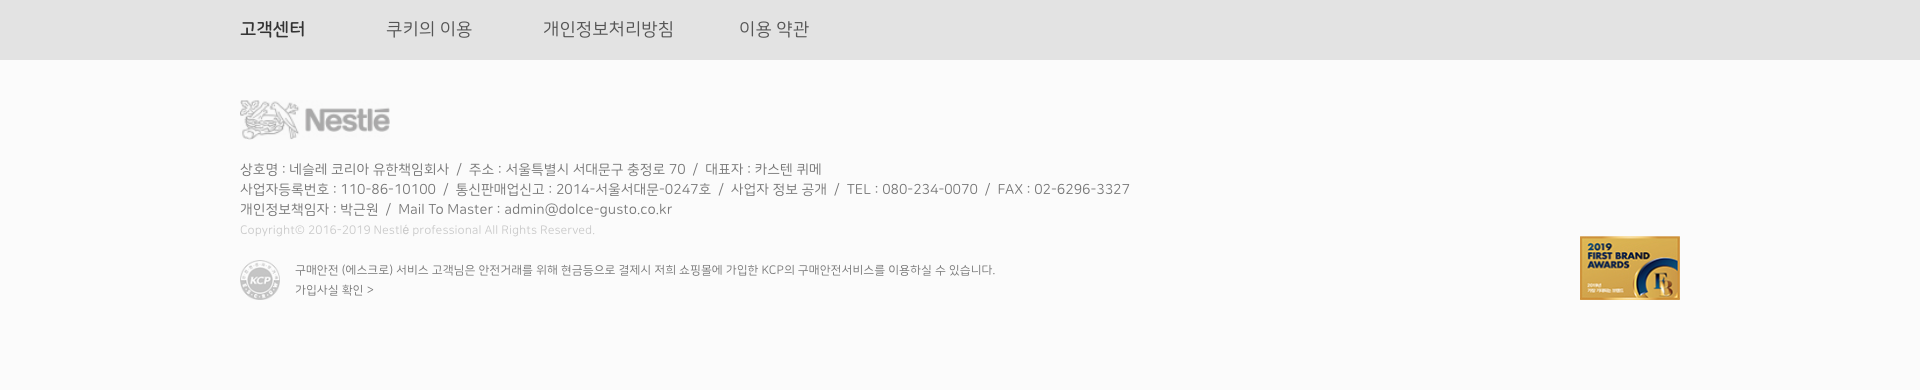 고객센터 쿠키의 이용 개인정보처리방침 이용 약관
Nestlé
상호명 : 네슬레 코리아 유한책임회사 / 주소 : 서울특별시 서대문구 충정로 70 / 대표자 : 카스텐 퀴메
사업자등록번호 : 110-86-10100 / 통신판매업신고 : 2014-서울서대문-0247호 / 사업자 정보 공개 / TEL : 080-234-0070 / FAX : 02-6296-3327
개인정보책임자 : 박근원 / Mail To Master : admin@dolce-gusto.co.kr
Copyright© 2016-2019 Nestlé professional All Rights Reserved.
KCP
구매안전 (에스크로) 서비스 고객님은 안전거래를 위해 현금등으로 결제시 저희 쇼핑몰에 가입한 KCP의 구매안전서비스를 이용하실 수 있습니다.
가입사실 확인 >
2019
FIRST BRAND
AWARDS